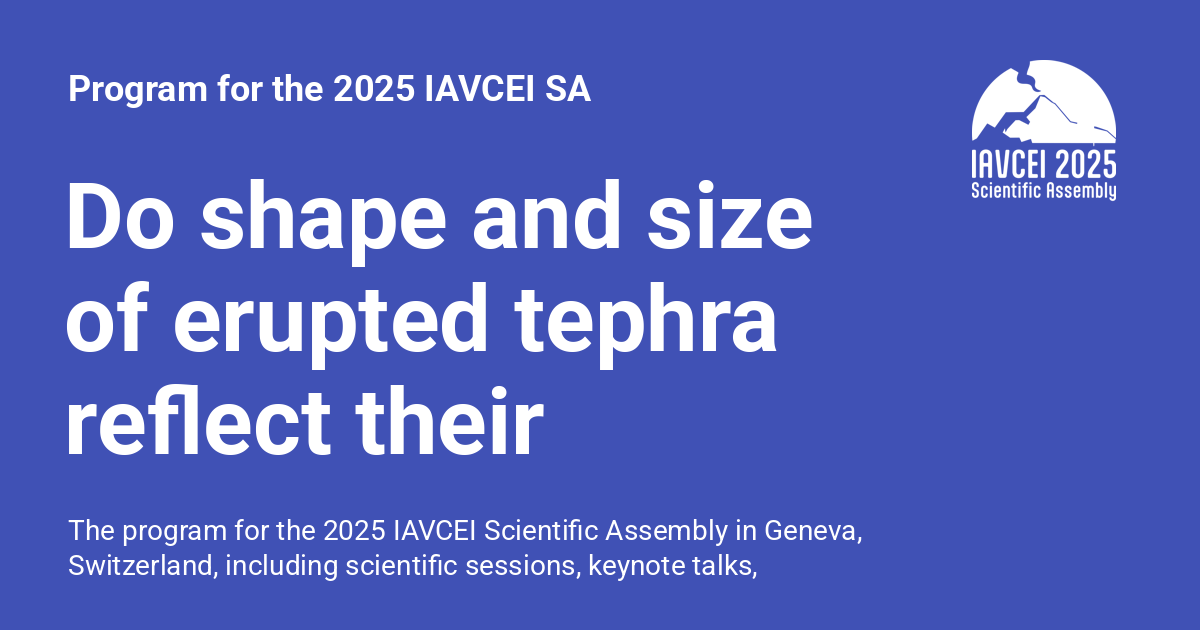 Program for the 2025 IAVCEI SA
IAVCEI 2025
Scientific Assembly
Do shape and size
of erupted tephra
reflect their
The program for the 2025 IAVCEI Scientific Assembly in Geneva,
Switzerland, including scientific sessions, keynote talks,